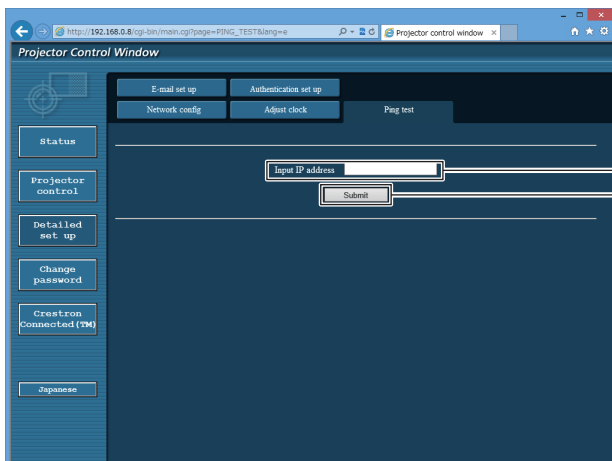 http://192.168.0.8/cgi-bin/main.cgi?page=PING_TEST&lang=e
Projector control window
Projector Control Window
E-mail set up
Authentication set up
Network config
Adjust clock
Ping test
Status
Input IP address
Submit
Projector
control
Detailed
set up
Change
password
Crestron
Connected(TM)
Japanese